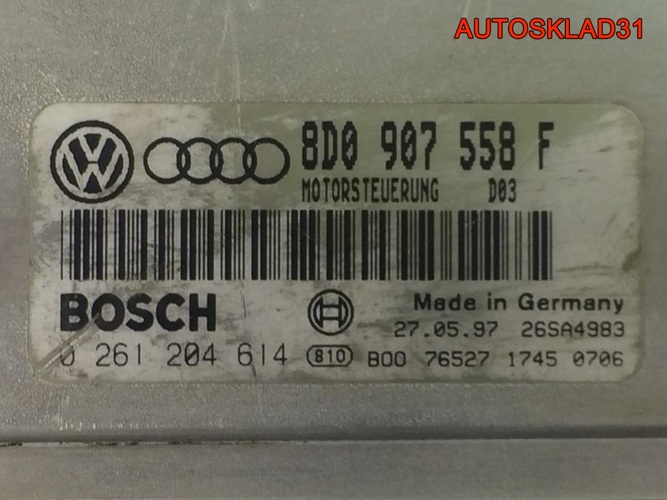 AUTOSKLAD31
8D0 907 558 F
MOTORSTEUERUNG D03
BOSCH
Made in Germany
27.05.97 26SA4983
0 261 204 614 810 B00 76527 1745 0706